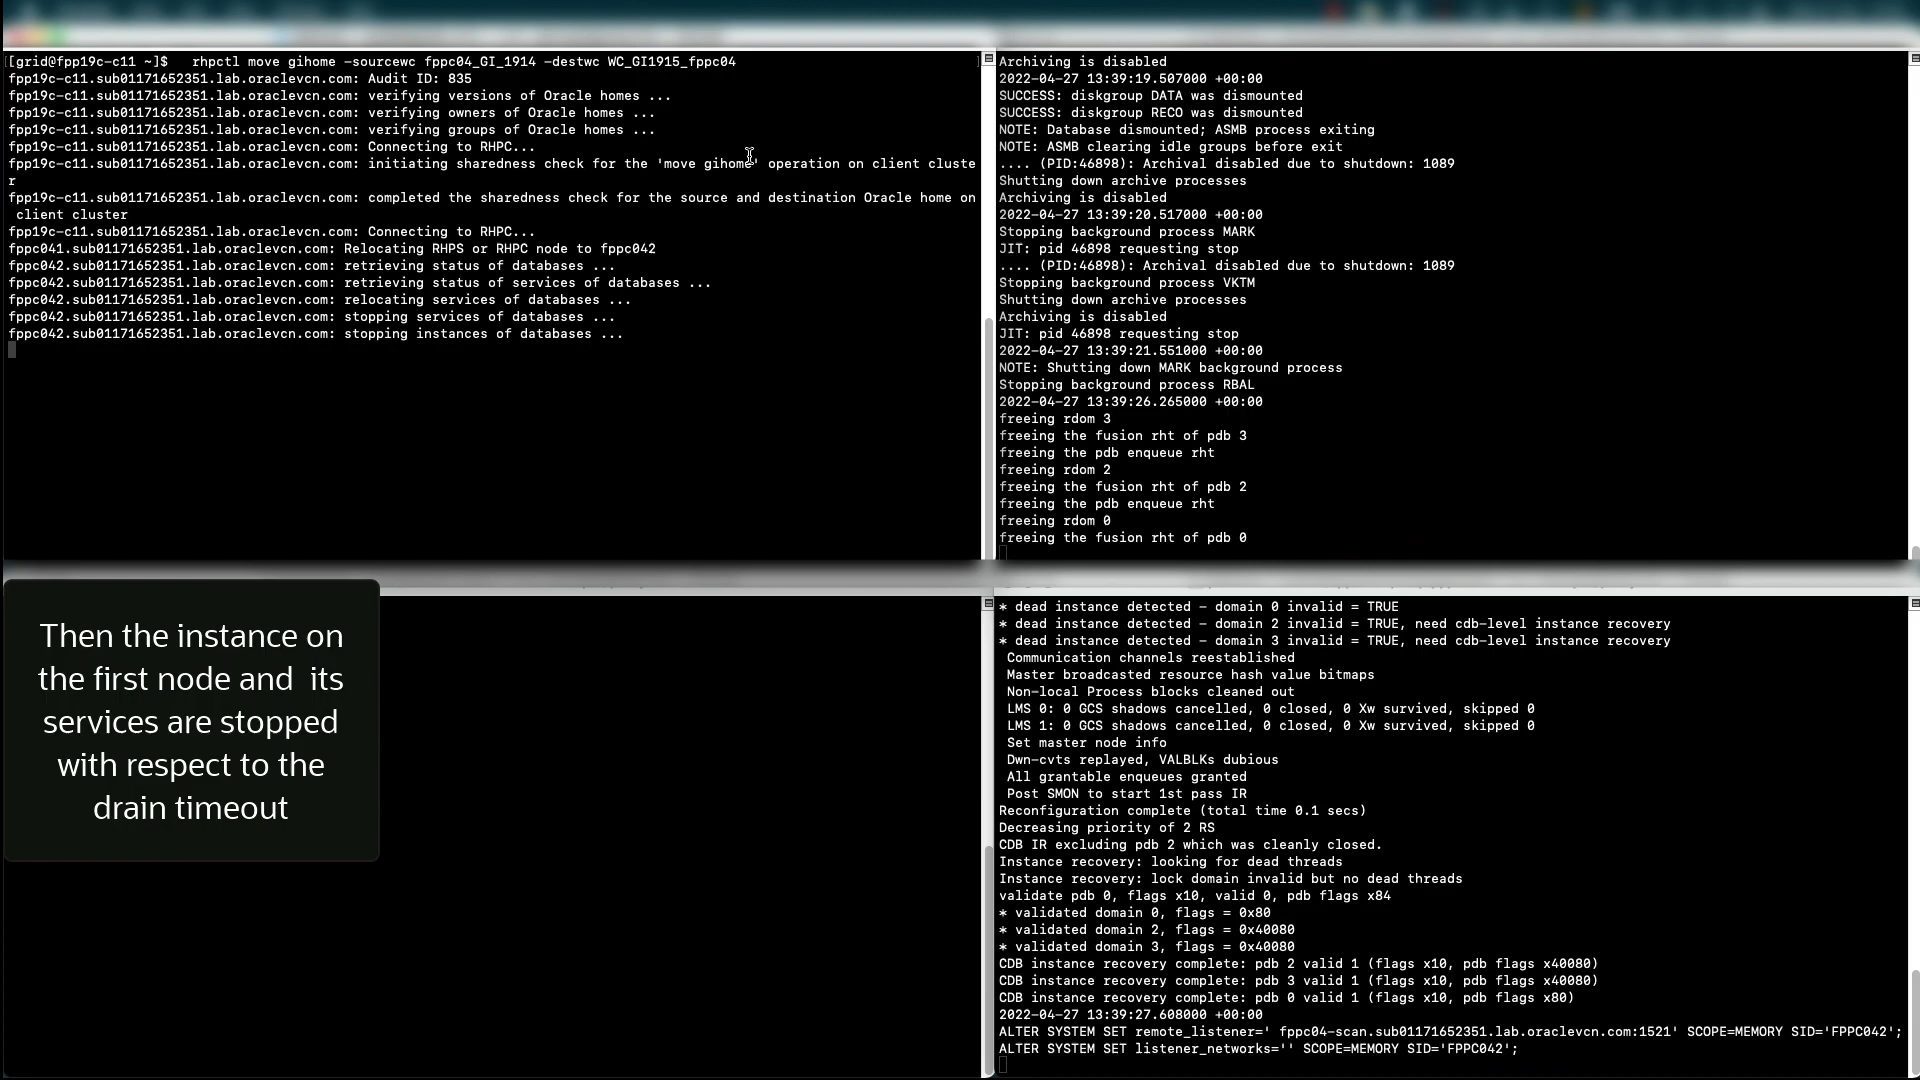 [[grid@fpp19c-c11 ~]$   rhpctl move gihome -sourcewc fppc04_GI_1914 -destwc WC_GI1915_fppc04
fpp19c-c11.sub01171652351.lab.oraclevcn.com: Audit ID: 835
fpp19c-c11.sub01171652351.lab.oraclevcn.com: verifying versions of Oracle homes ...
fpp19c-c11.sub01171652351.lab.oraclevcn.com: verifying owners of Oracle homes ...
fpp19c-c11.sub01171652351.lab.oraclevcn.com: verifying groups of Oracle homes ...
fpp19c-c11.sub01171652351.lab.oraclevcn.com: Connecting to RHPC...
fpp19c-c11.sub01171652351.lab.oraclevcn.com: initiating sharedness check for the 'move gihome' operation on client cluste
r
fpp19c-c11.sub01171652351.lab.oraclevcn.com: completed the sharedness check for the source and destination Oracle home on
 client cluster
fpp19c-c11.sub01171652351.lab.oraclevcn.com: Connecting to RHPC...
fppc041.sub01171652351.lab.oraclevcn.com: Relocating RHPS or RHPC node to fppc042
fppc042.sub01171652351.lab.oraclevcn.com: retrieving status of databases ...
fppc042.sub01171652351.lab.oraclevcn.com: retrieving status of services of databases ...
fppc042.sub01171652351.lab.oraclevcn.com: relocating services of databases ...
fppc042.sub01171652351.lab.oraclevcn.com: stopping services of databases ...
fppc042.sub01171652351.lab.oraclevcn.com: stopping instances of databases ...
Archiving is disabled
2022-04-27 13:39:19.507000 +00:00
SUCCESS: diskgroup DATA was dismounted
SUCCESS: diskgroup RECO was dismounted
NOTE: Database dismounted; ASMB process exiting
NOTE: ASMB clearing idle groups before exit
.... (PID:46898): Archival disabled due to shutdown: 1089
Shutting down archive processes
Archiving is disabled
2022-04-27 13:39:20.517000 +00:00
Stopping background process MARK
JIT: pid 46898 requesting stop
.... (PID:46898): Archival disabled due to shutdown: 1089
Stopping background process VKTM
Shutting down archive processes
Archiving is disabled
JIT: pid 46898 requesting stop
2022-04-27 13:39:21.551000 +00:00
NOTE: Shutting down MARK background process
Stopping background process RBAL
2022-04-27 13:39:26.265000 +00:00
freeing rdom 3
freeing the fusion rht of pdb 3
freeing the pdb enqueue rht
freeing rdom 2
freeing the fusion rht of pdb 2
freeing the pdb enqueue rht
freeing rdom 0
freeing the fusion rht of pdb 0
Then the instance on
the first node and  its
services are stopped
with respect to the
drain timeout
* dead instance detected - domain 0 invalid = TRUE
* dead instance detected - domain 2 invalid = TRUE, need cdb-level instance recovery
* dead instance detected - domain 3 invalid = TRUE, need cdb-level instance recovery
 Communication channels reestablished
 Master broadcasted resource hash value bitmaps
 Non-local Process blocks cleaned out
 LMS 0: 0 GCS shadows cancelled, 0 closed, 0 Xw survived, skipped 0
 LMS 1: 0 GCS shadows cancelled, 0 closed, 0 Xw survived, skipped 0
 Set master node info
 Dwn-cvts replayed, VALBLKs dubious
 All grantable enqueues granted
 Post SMON to start 1st pass IR
Reconfiguration complete (total time 0.1 secs)
Decreasing priority of 2 RS
CDB IR excluding pdb 2 which was cleanly closed.
Instance recovery: looking for dead threads
Instance recovery: lock domain invalid but no dead threads
validate pdb 0, flags x10, valid 0, pdb flags x84
* validated domain 0, flags = 0x80
* validated domain 2, flags = 0x40080
* validated domain 3, flags = 0x40080
CDB instance recovery complete: pdb 2 valid 1 (flags x10, pdb flags x40080)
CDB instance recovery complete: pdb 3 valid 1 (flags x10, pdb flags x40080)
CDB instance recovery complete: pdb 0 valid 1 (flags x10, pdb flags x80)
2022-04-27 13:39:27.608000 +00:00
ALTER SYSTEM SET remote_listener=' fppc04-scan.sub01171652351.lab.oraclevcn.com:1521' SCOPE=MEMORY SID='FPPC042';
ALTER SYSTEM SET listener_networks='' SCOPE=MEMORY SID='FPPC042';